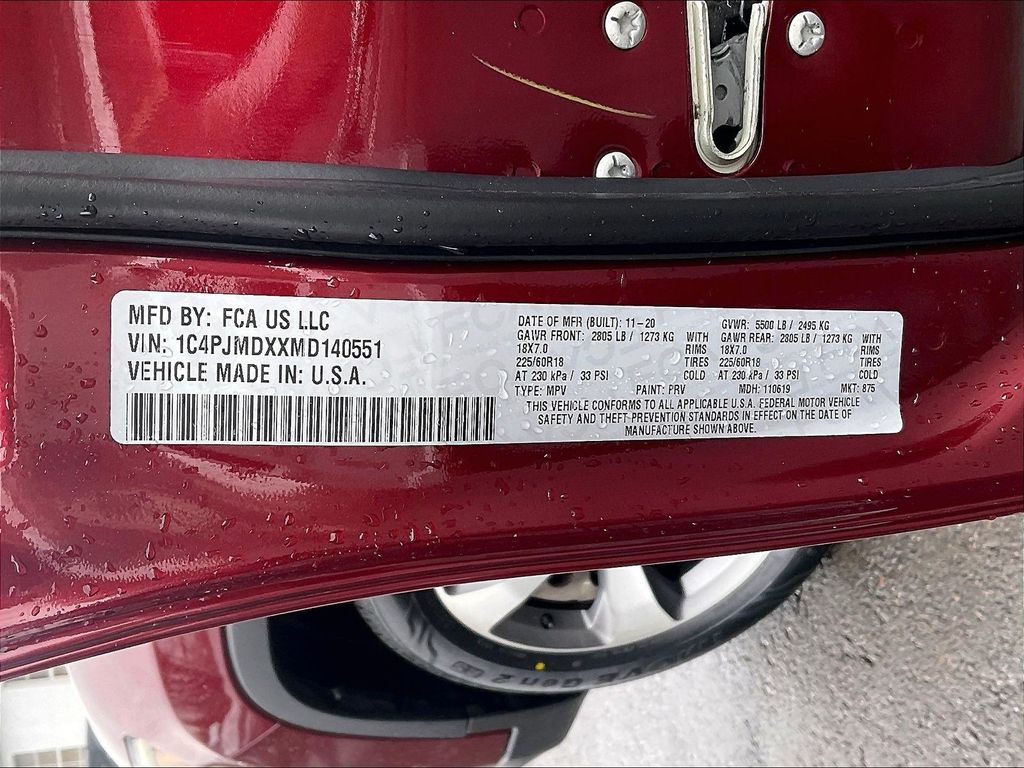 MFD BY: FCA US LLC
VIN: 1C4PJMDXXMD140551
VEHICLE MADE IN: U.S.A.
DATE OF MFR (BUILT): 11-20
GVWR: 5500 LB / 2495 KG
GAWR FRONT: 2805 LB / 1273 KG WITH
18X7.0 RIMS
225/60R18 TIRES
AT 230 kPa / 33 PSI COLD
GAWR REAR: 2805 LB / 1273 KG WITH
18X7.0 RIMS
225/60R18 TIRES
AT 230 kPa / 33 PSI COLD
TYPE: MPV PAINT: PRV MDH: 110619 MKT: 875
THIS VEHICLE CONFORMS TO ALL APPLICABLE U.S.A. FEDERAL MOTOR VEHICLE
SAFETY AND THEFT PREVENTION STANDARDS IN EFFECT ON THE DATE OF
MANUFACTURE SHOWN ABOVE.
Gen2